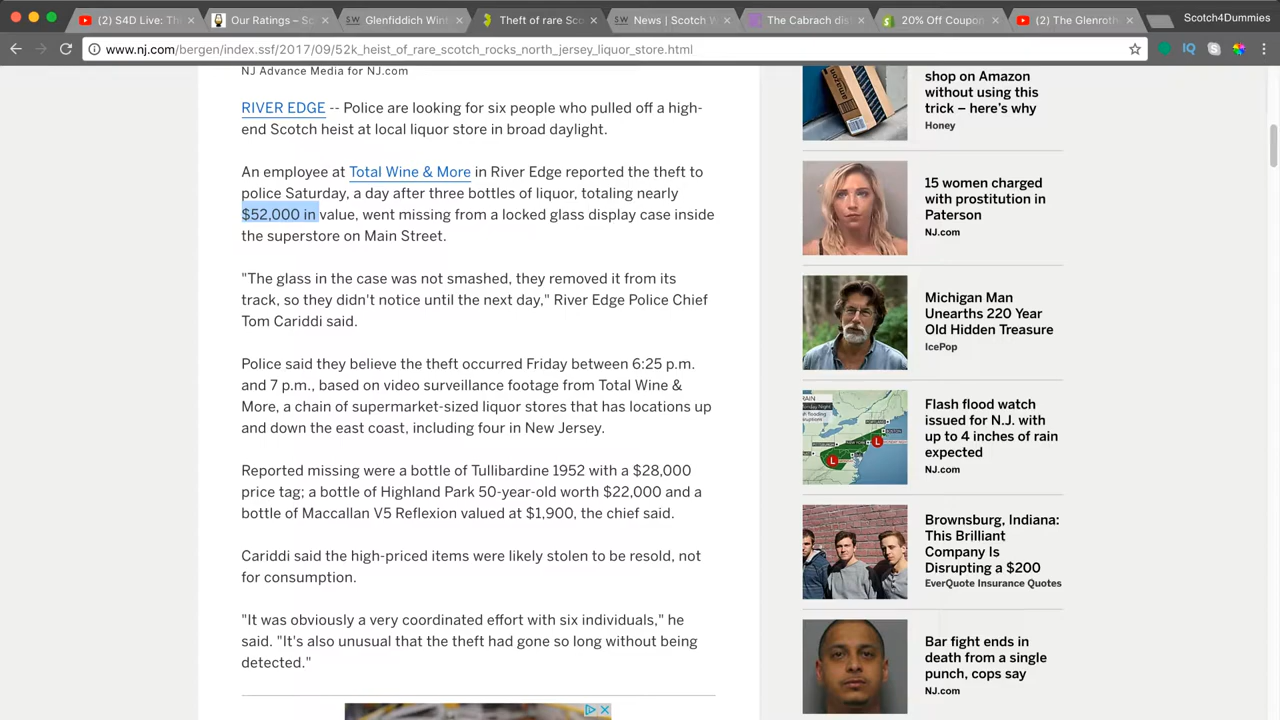 (2) S4D Live: Th
Our Ratings – Sc
Glenfiddich Wint
Theft of rare Sco
News | Scotch W
The Cabrach dis
20% Off Coupon
(2) The Glenroth
Scotch4Dummies
www.nj.com/bergen/index.ssf/2017/09/52k_heist_of_rare_scotch_rocks_north_jersey_liquor_store.html
NJ Advance Media for NJ.com
RIVER EDGE -- Police are looking for six people who pulled off a high-
end Scotch heist at local liquor store in broad daylight.
An employee at Total Wine & More in River Edge reported the theft to
police Saturday, a day after three bottles of liquor, totaling nearly
$52,000 in value, went missing from a locked glass display case inside
the superstore on Main Street.
"The glass in the case was not smashed, they removed it from its
track, so they didn't notice until the next day," River Edge Police Chief
Tom Cariddi said.
Police said they believe the theft occurred Friday between 6:25 p.m.
and 7 p.m., based on video surveillance footage from Total Wine &
More, a chain of supermarket-sized liquor stores that has locations up
and down the east coast, including four in New Jersey.
Reported missing were a bottle of Tullibardine 1952 with a $28,000
price tag; a bottle of Highland Park 50-year-old worth $22,000 and a
bottle of Maccallan V5 Reflexion valued at $1,900, the chief said.
Cariddi said the high-priced items were likely stolen to be resold, not
for consumption.
"It was obviously a very coordinated effort with six individuals," he
said. "It's also unusual that the theft had gone so long without being
detected."
shop on Amazon
without using this
trick – here's why
Honey
15 women charged
with prostitution in
Paterson
NJ.com
Michigan Man
Unearths 220 Year
Old Hidden Treasure
IcePop
Flash flood watch
issued for N.J. with
up to 4 inches of rain
expected
NJ.com
Brownsburg, Indiana:
This Brilliant
Company Is
Disrupting a $200
EverQuote Insurance Quotes
Bar fight ends in
death from a single
punch, cops say
NJ.com